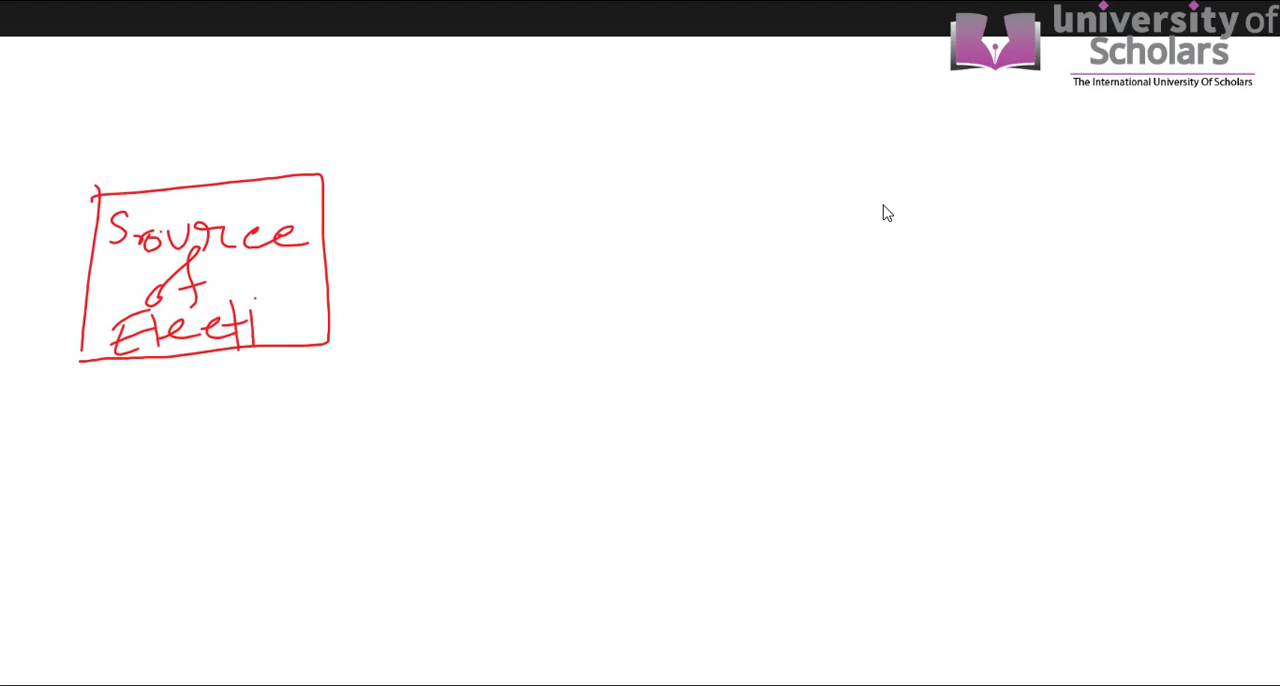 university of
Scholars
The International University Of Scholars
Source
of
Electi